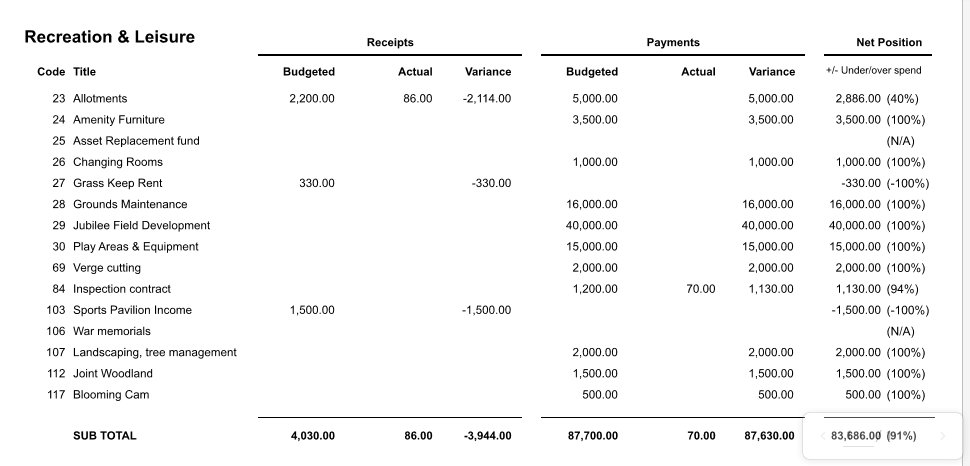 Recreation & Leisure
Receipts Payments Net Position
Code Title Budgeted Actual Variance Budgeted Actual Variance +/- Under/over spend
23 Allotments 2,200.00 86.00 -2,114.00 5,000.00 5,000.00 2,886.00 (40%)
24 Amenity Furniture 3,500.00 3,500.00 3,500.00 (100%)
25 Asset Replacement fund (N/A)
26 Changing Rooms 1,000.00 1,000.00 1,000.00 (100%)
27 Grass Keep Rent 330.00 -330.00 -330.00 (-100%)
28 Grounds Maintenance 16,000.00 16,000.00 16,000.00 (100%)
29 Jubilee Field Development 40,000.00 40,000.00 40,000.00 (100%)
30 Play Areas & Equipment 15,000.00 15,000.00 15,000.00 (100%)
69 Verge cutting 2,000.00 2,000.00 2,000.00 (100%)
84 Inspection contract 1,200.00 70.00 1,130.00 1,130.00 (94%)
103 Sports Pavilion Income 1,500.00 -1,500.00 -1,500.00 (-100%)
106 War memorials (N/A)
107 Landscaping, tree management 2,000.00 2,000.00 2,000.00 (100%)
112 Joint Woodland 1,500.00 1,500.00 1,500.00 (100%)
117 Blooming Cam 500.00 500.00 500.00 (100%)
SUB TOTAL 4,030.00 86.00 -3,944.00 87,700.00 70.00 87,630.00 83,686.00 (91%)